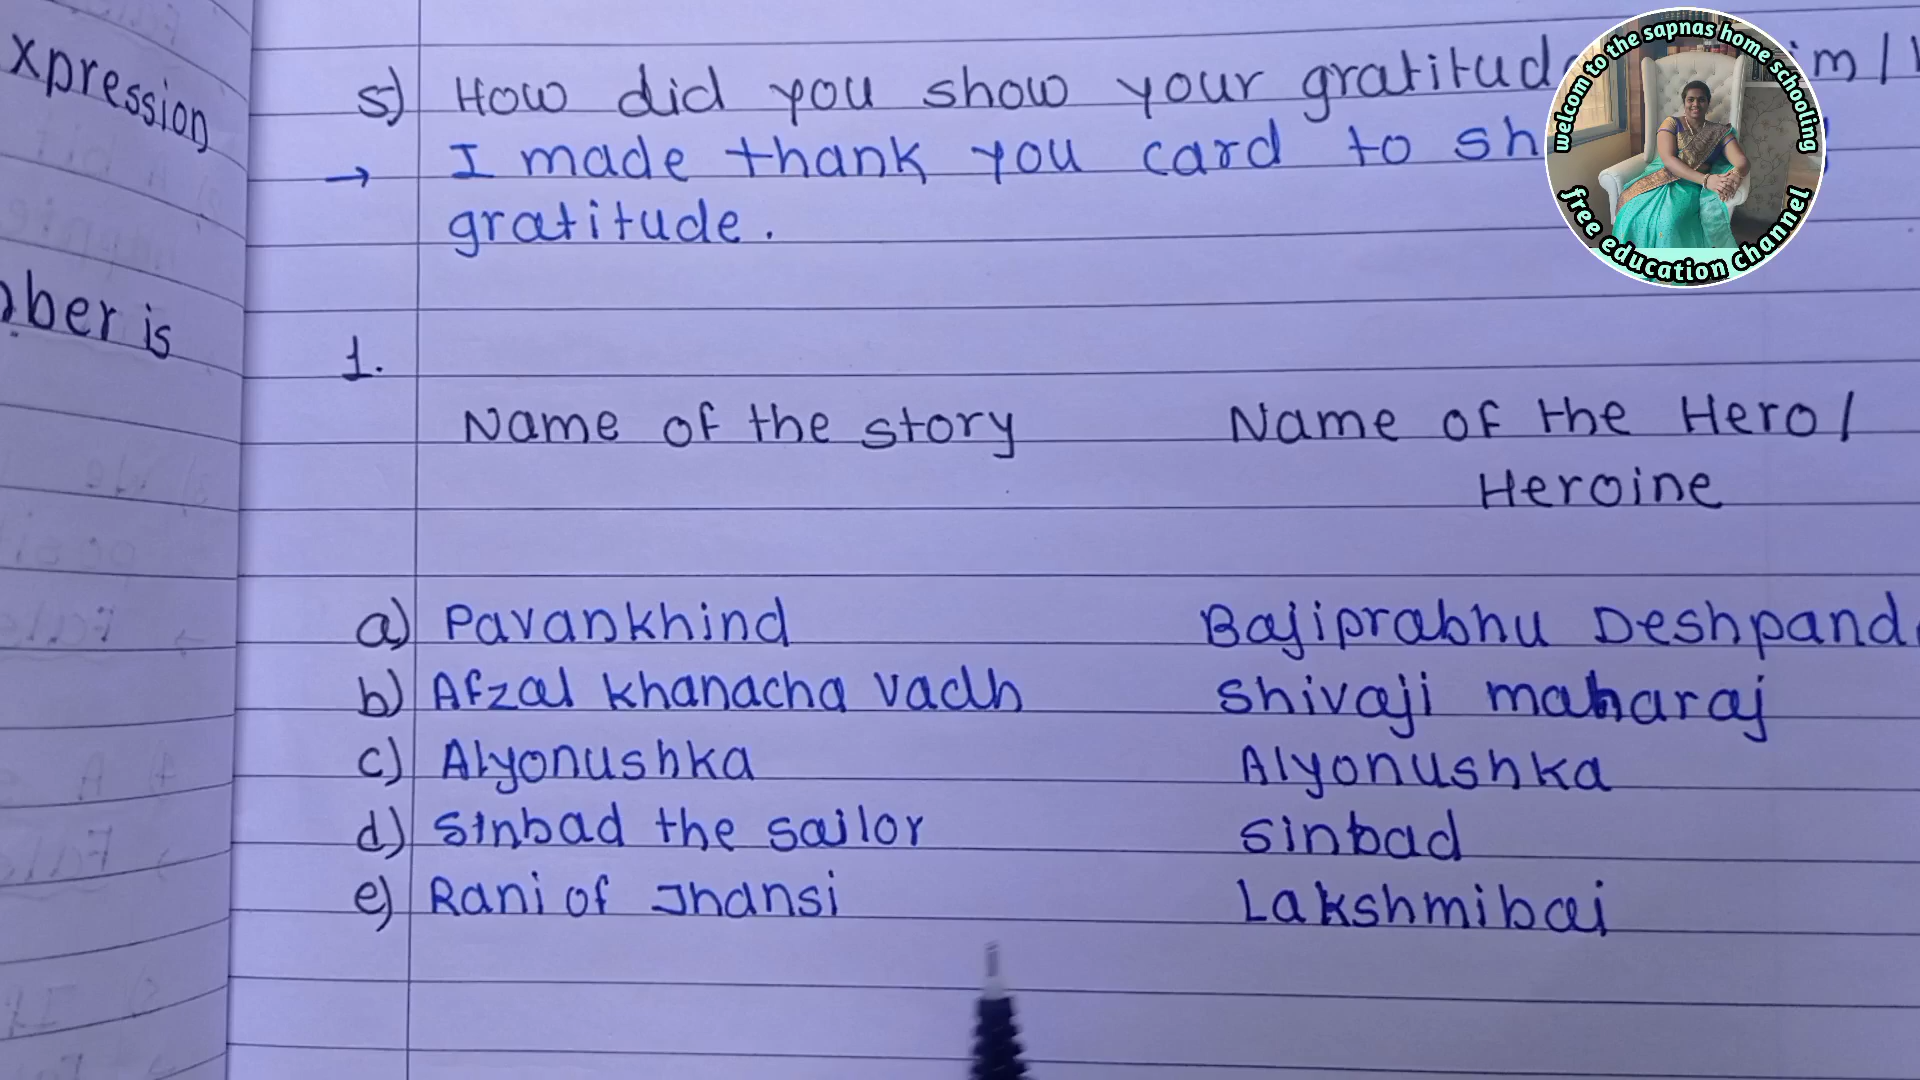 xpression
ber is
5) How did you show your gratitud im/
→ I made thank you card to sh
gratitude.
1.
Name of the story Name of the Hero/
Heroine
a) Pavankhind Bajiprabhu Deshpand
b) Afzal khanacha vadh Shivaji maharaj
c) Alyonushka Alyonushka
d) Sinbad the sailor Sinbad
e) Rani of Jhansi Lakshmibai
welcom to the sapnas home schooling
free education channel